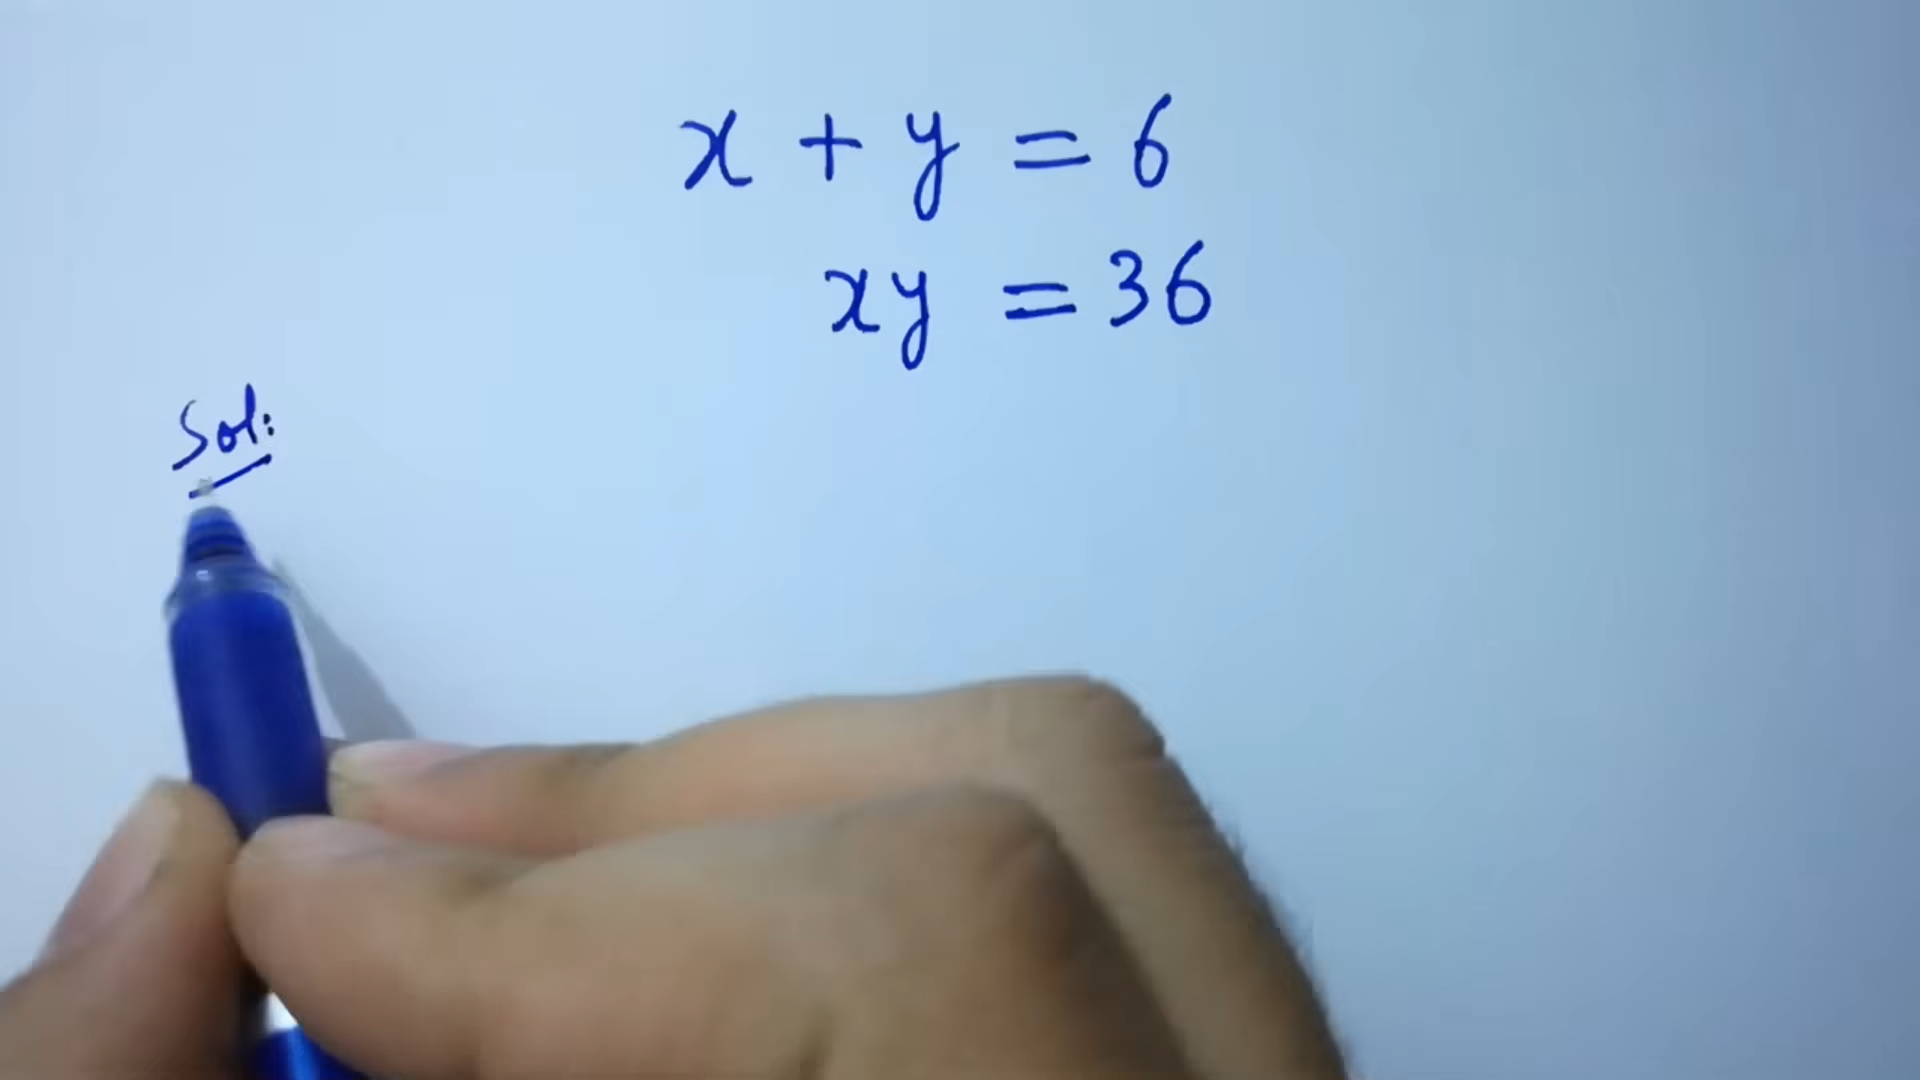 x + y = 6
xy = 36
Sol: